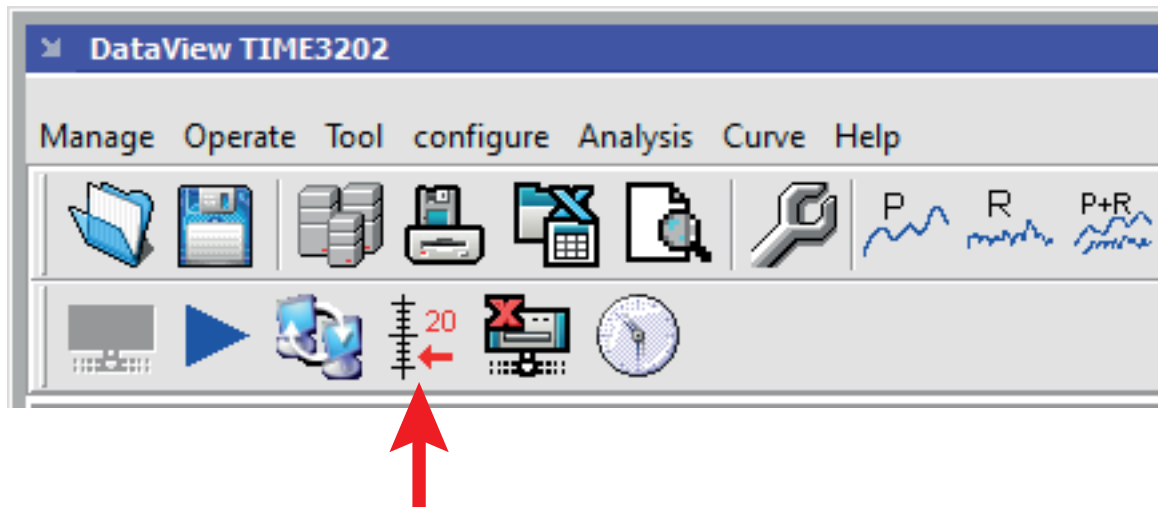 DataView TIME3202
Manage Operate Tool configure Analysis Curve Help
P R P+R
20